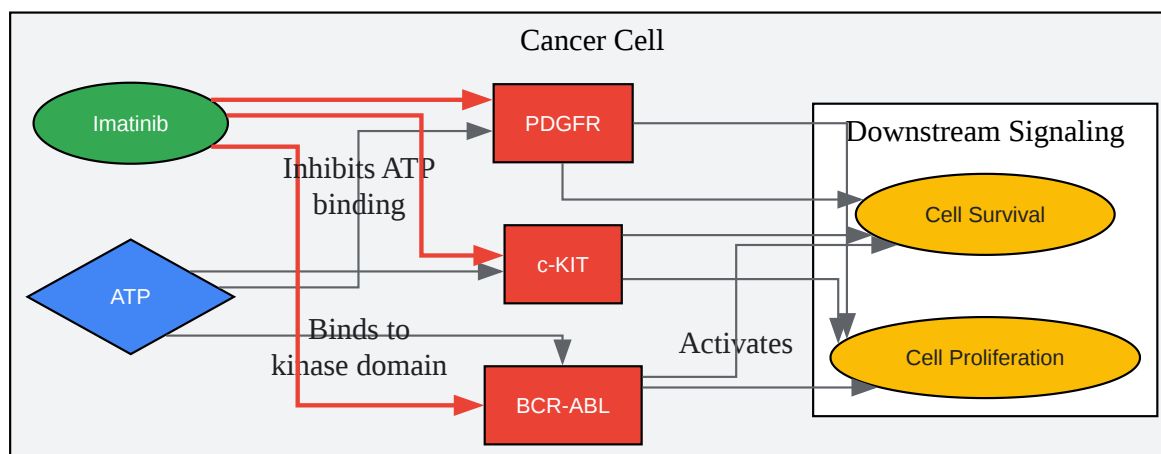 Cancer Cell
Imatinib
PDGFR
Downstream Signaling
Inhibits ATP
binding
Cell Survival
c-KIT
ATP
Binds to
kinase domain
Activates
Cell Proliferation
BCR-ABL